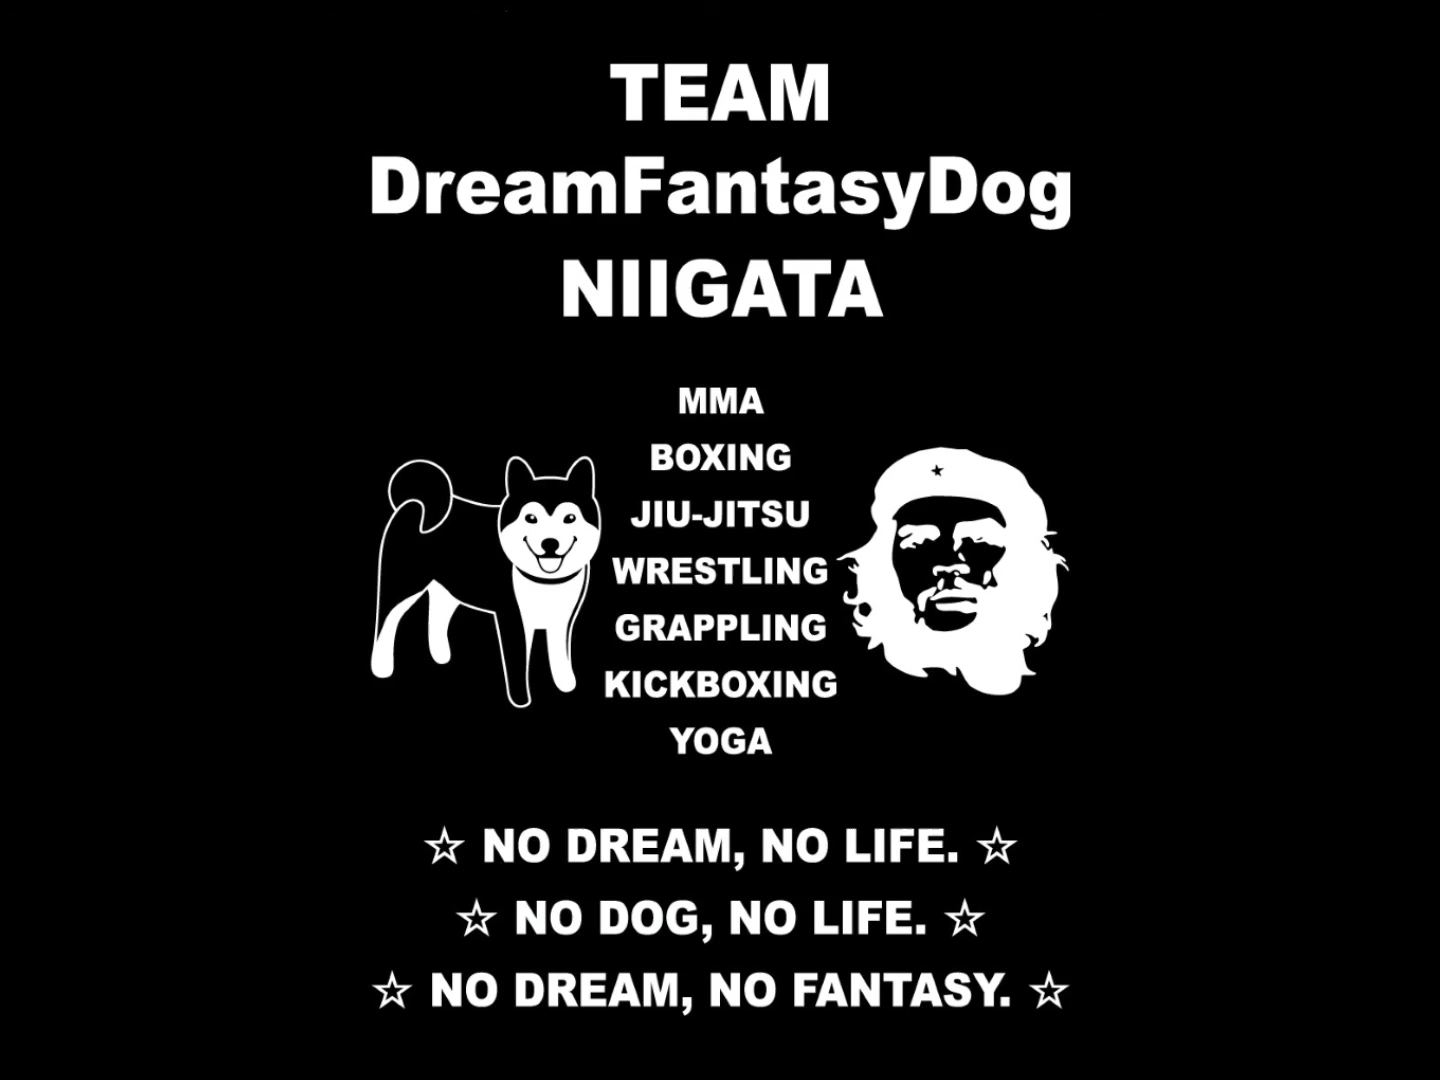 TEAM
DreamFantasyDog
NIIGATA
MMA
BOXING
JIU-JITSU
WRESTLING
GRAPPLING
KICKBOXING
YOGA
☆ NO DREAM, NO LIFE. ☆
☆ NO DOG, NO LIFE. ☆
☆ NO DREAM, NO FANTASY. ☆